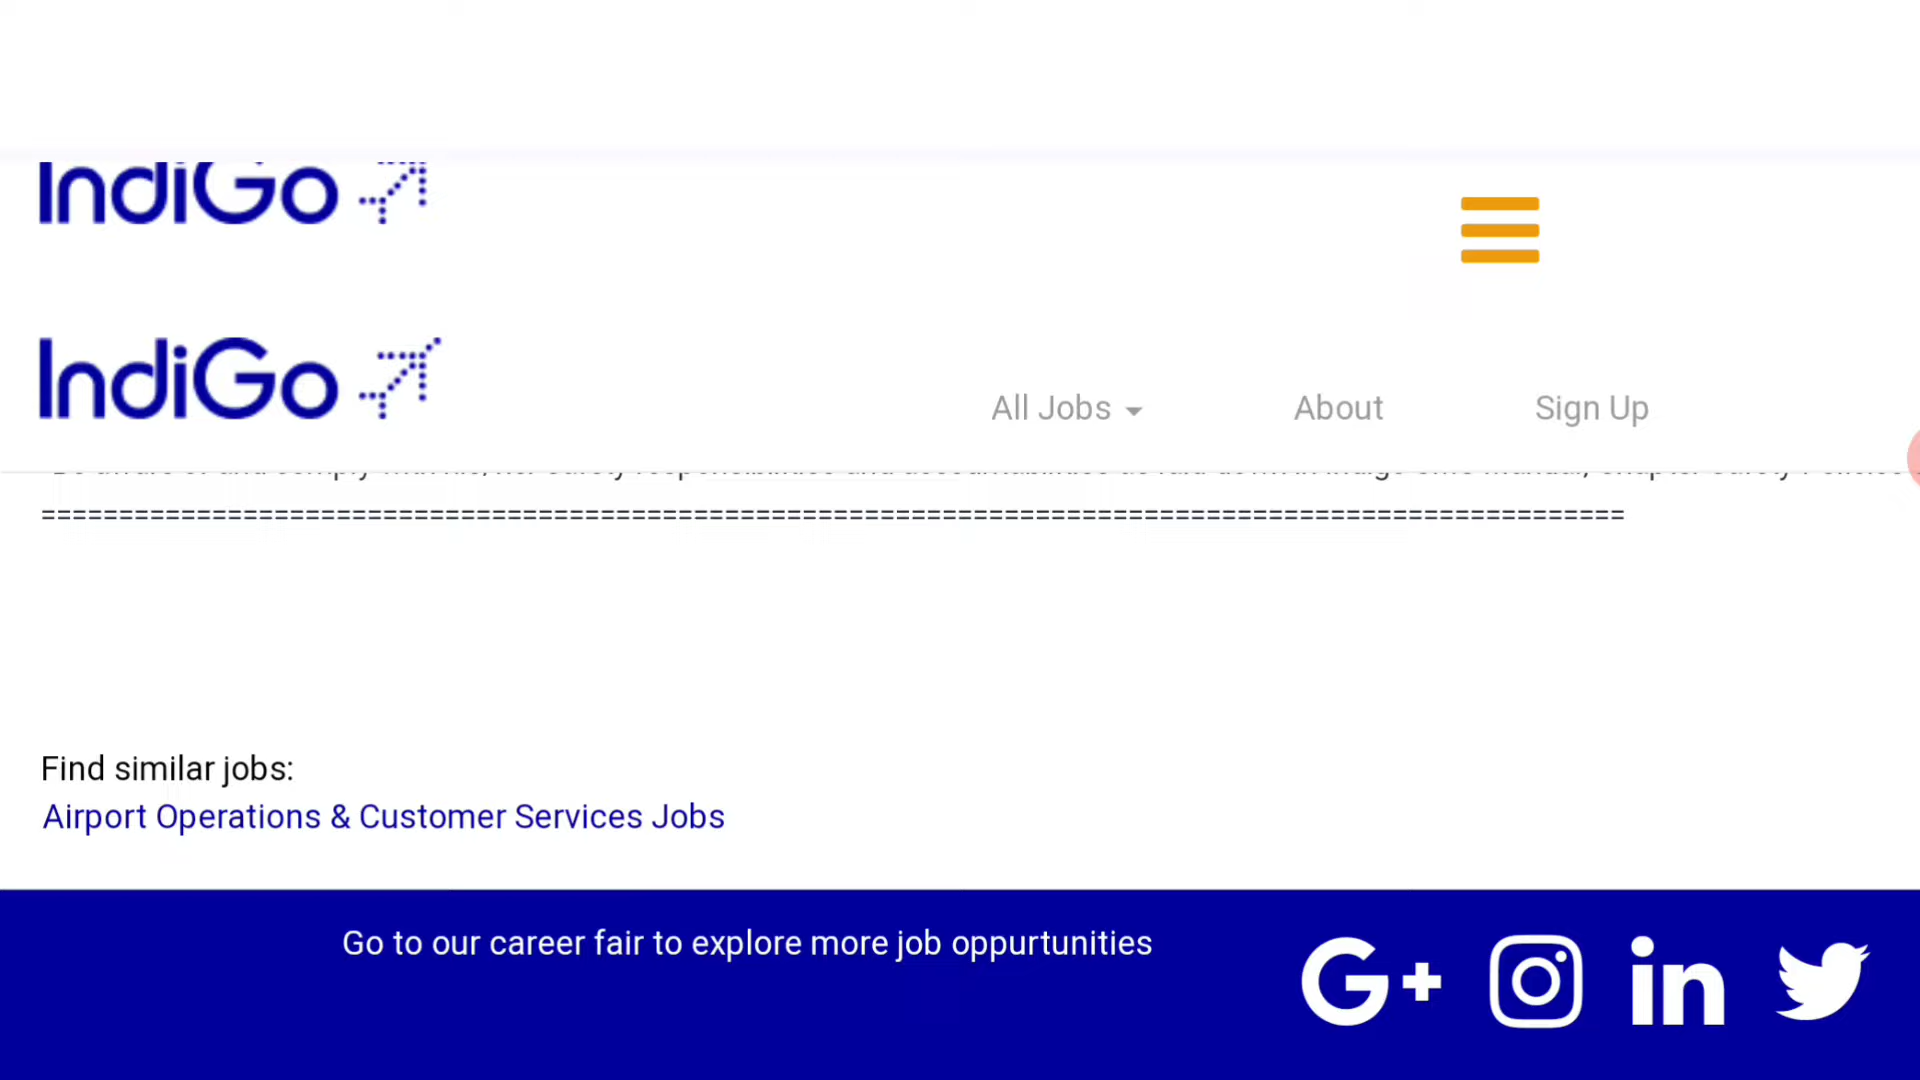 IndiGo
IndiGo
All Jobs
About
Sign Up
=======================================================================================================
Find similar jobs:
Airport Operations & Customer Services Jobs
Go to our career fair to explore more job oppurtunities
G+
in